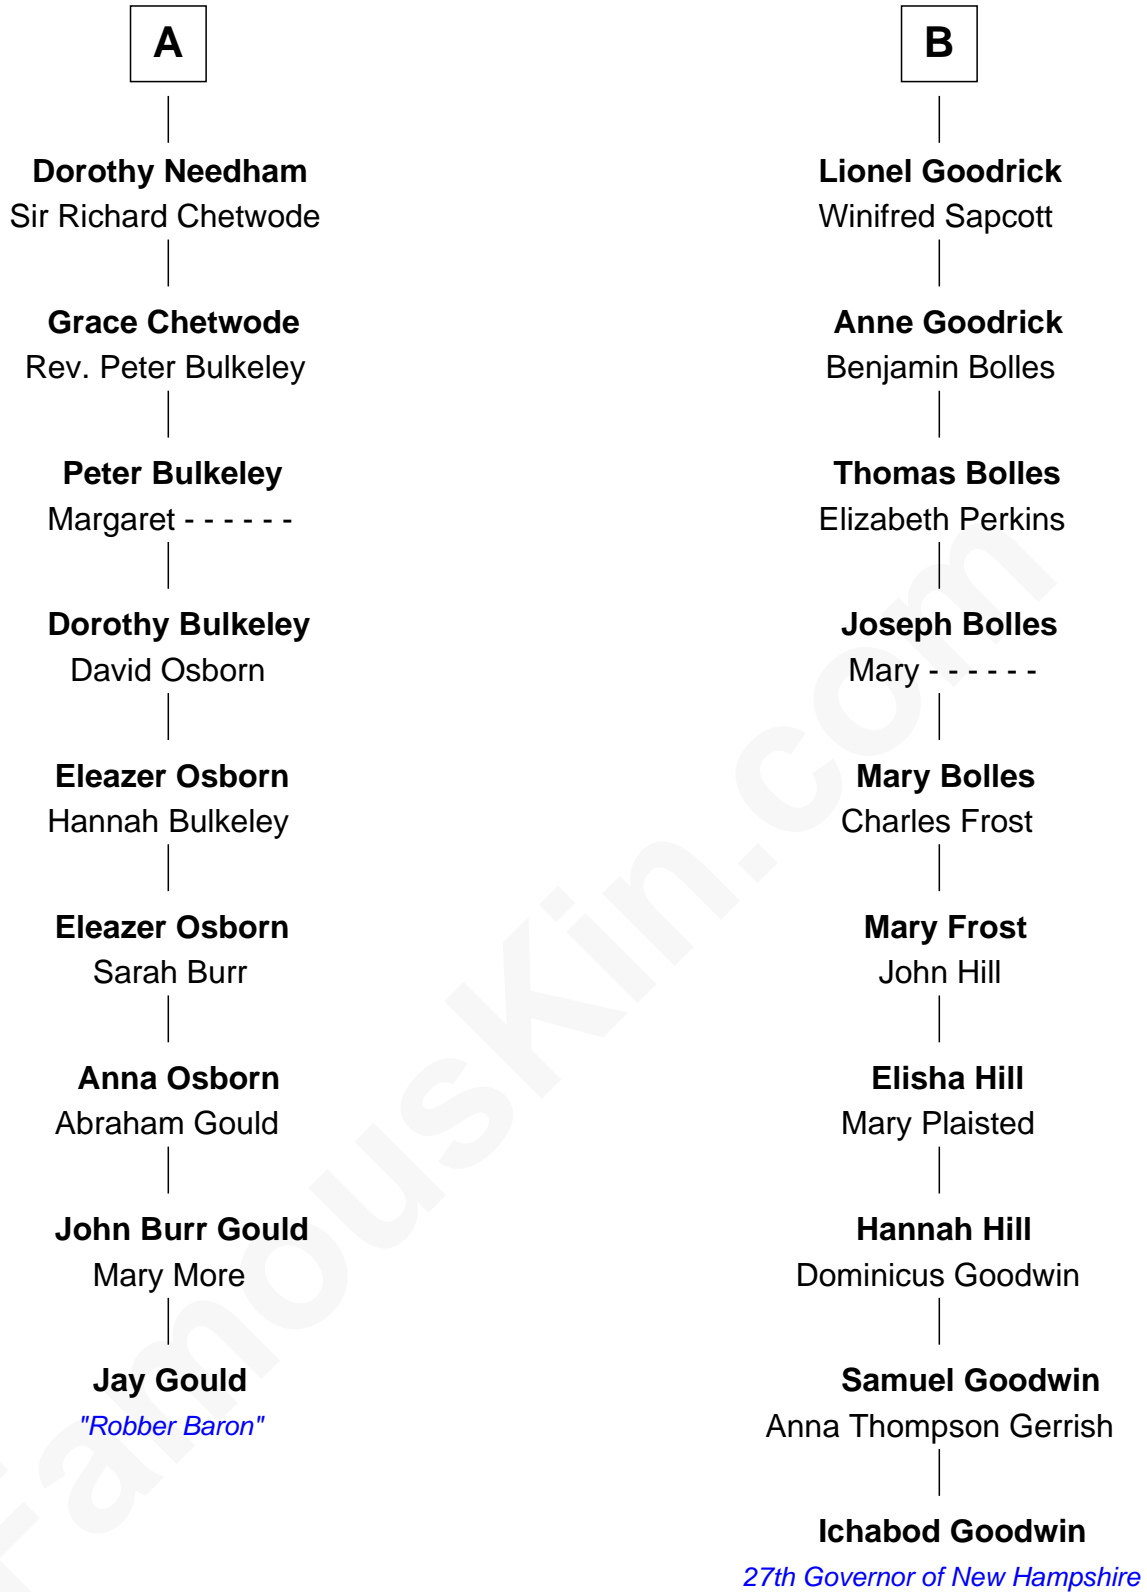 A
Dorothy Needham
Sir Richard Chetwode
Grace Chetwode
Rev. Peter Bulkeley
Peter Bulkeley
Margaret - - - - - -
Dorothy Bulkeley
David Osborn
Eleazer Osborn
Hannah Bulkeley
Eleazer Osborn
Sarah Burr
Anna Osborn
Abraham Gould
John Burr Gould
Mary More
Jay Gould
"Robber Baron"
B
Lionel Goodrick
Winifred Sapcott
Anne Goodrick
Benjamin Bolles
Thomas Bolles
Elizabeth Perkins
Joseph Bolles
Mary - - - - - -
Mary Bolles
Charles Frost
Mary Frost
John Hill
Elisha Hill
Mary Plaisted
Hannah Hill
Dominicus Goodwin
Samuel Goodwin
Anna Thompson Gerrish
Ichabod Goodwin
27th Governor of New Hampshire
FamousKin.com